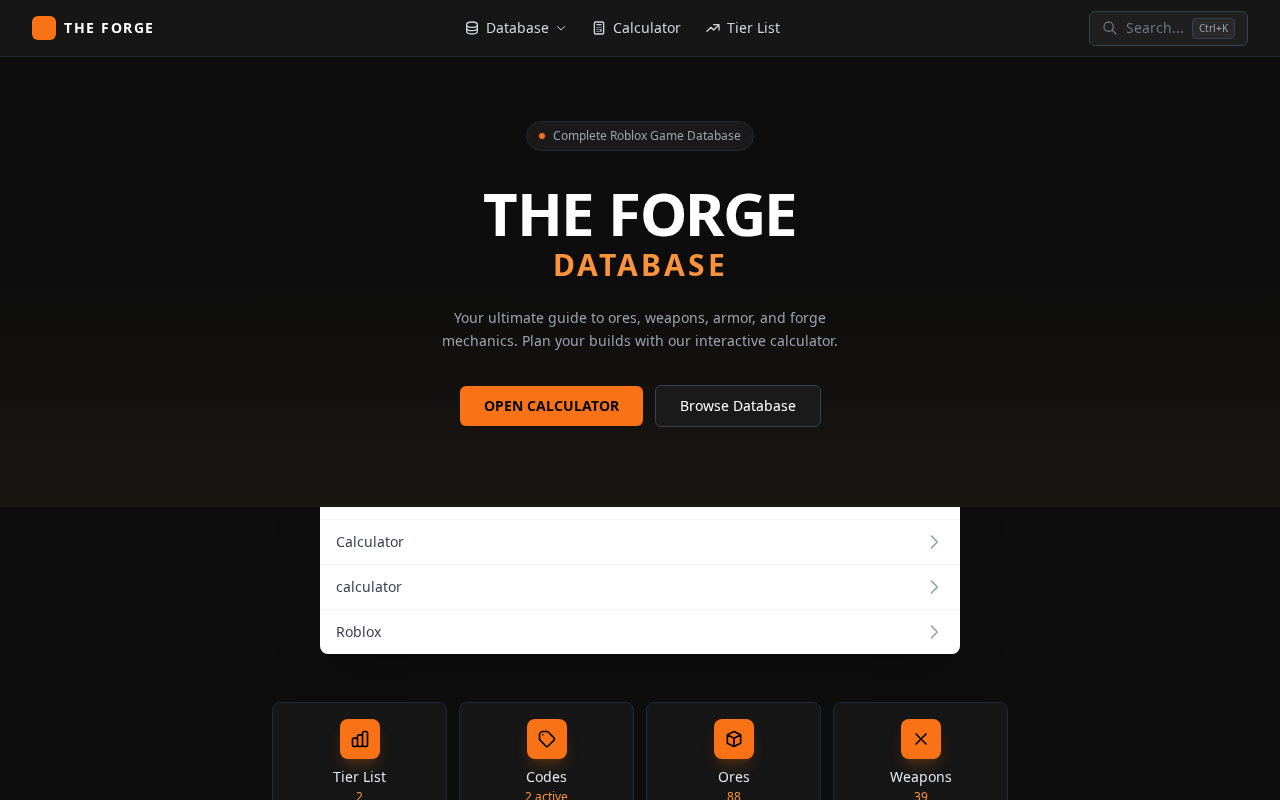 THE FORGE
Database
Calculator
Tier List
Search...
Ctrl+K
Complete Roblox Game Database
THE FORGE
DATABASE
Your ultimate guide to ores, weapons, armor, and forge
mechanics. Plan your builds with our interactive calculator.
OPEN CALCULATOR
Browse Database
Calculator
calculator
Roblox
Tier List
2
Codes
2 active
Ores
88
Weapons
39